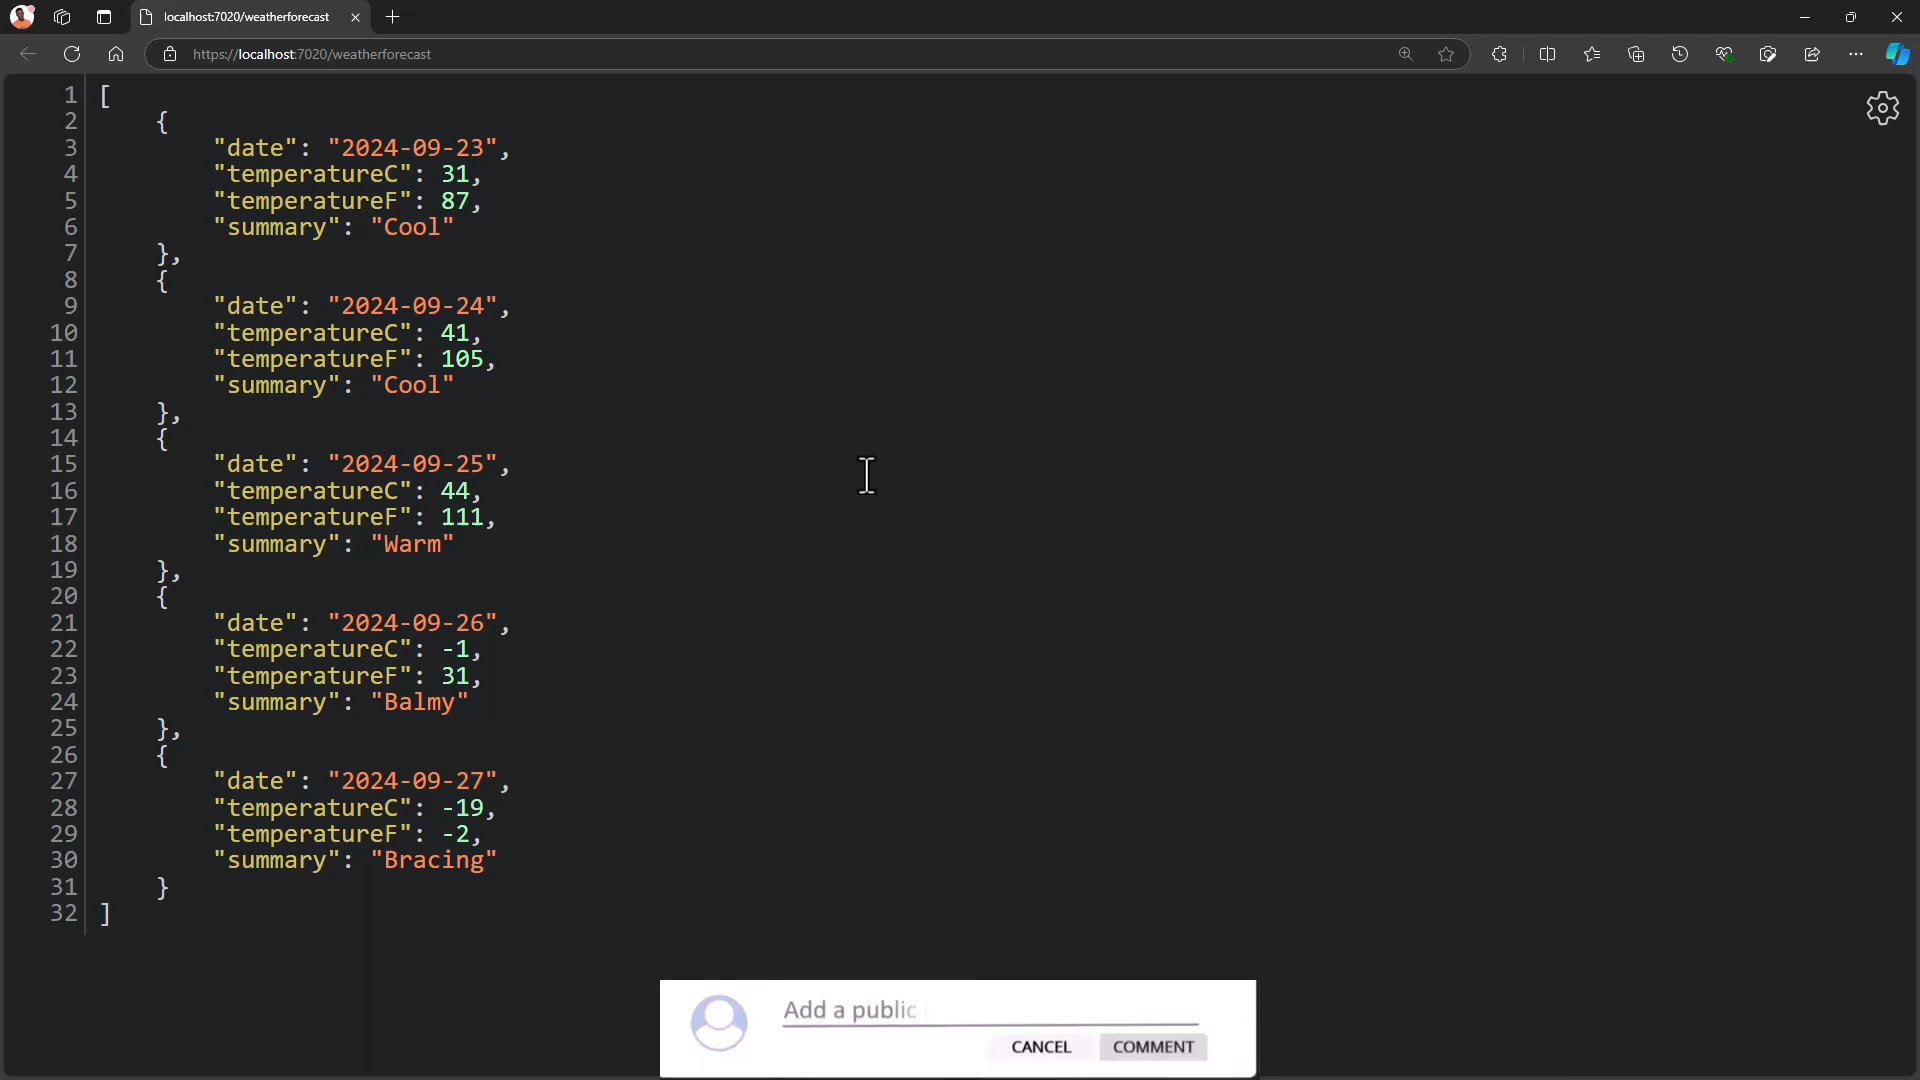 localhost:7020/weatherforecast
https://localhost:7020/weatherforecast
1 [
2 {
3 "date": "2024-09-23",
4 "temperatureC": 31,
5 "temperatureF": 87,
6 "summary": "Cool"
7 },
8 {
9 "date": "2024-09-24",
10 "temperatureC": 41,
11 "temperatureF": 105,
12 "summary": "Cool"
13 },
14 {
15 "date": "2024-09-25",
16 "temperatureC": 44,
17 "temperatureF": 111,
18 "summary": "Warm"
19 },
20 {
21 "date": "2024-09-26",
22 "temperatureC": -1,
23 "temperatureF": 31,
24 "summary": "Balmy"
25 },
26 {
27 "date": "2024-09-27",
28 "temperatureC": -19,
29 "temperatureF": -2,
30 "summary": "Bracing"
31 }
32 ]
Add a public
CANCEL COMMENT